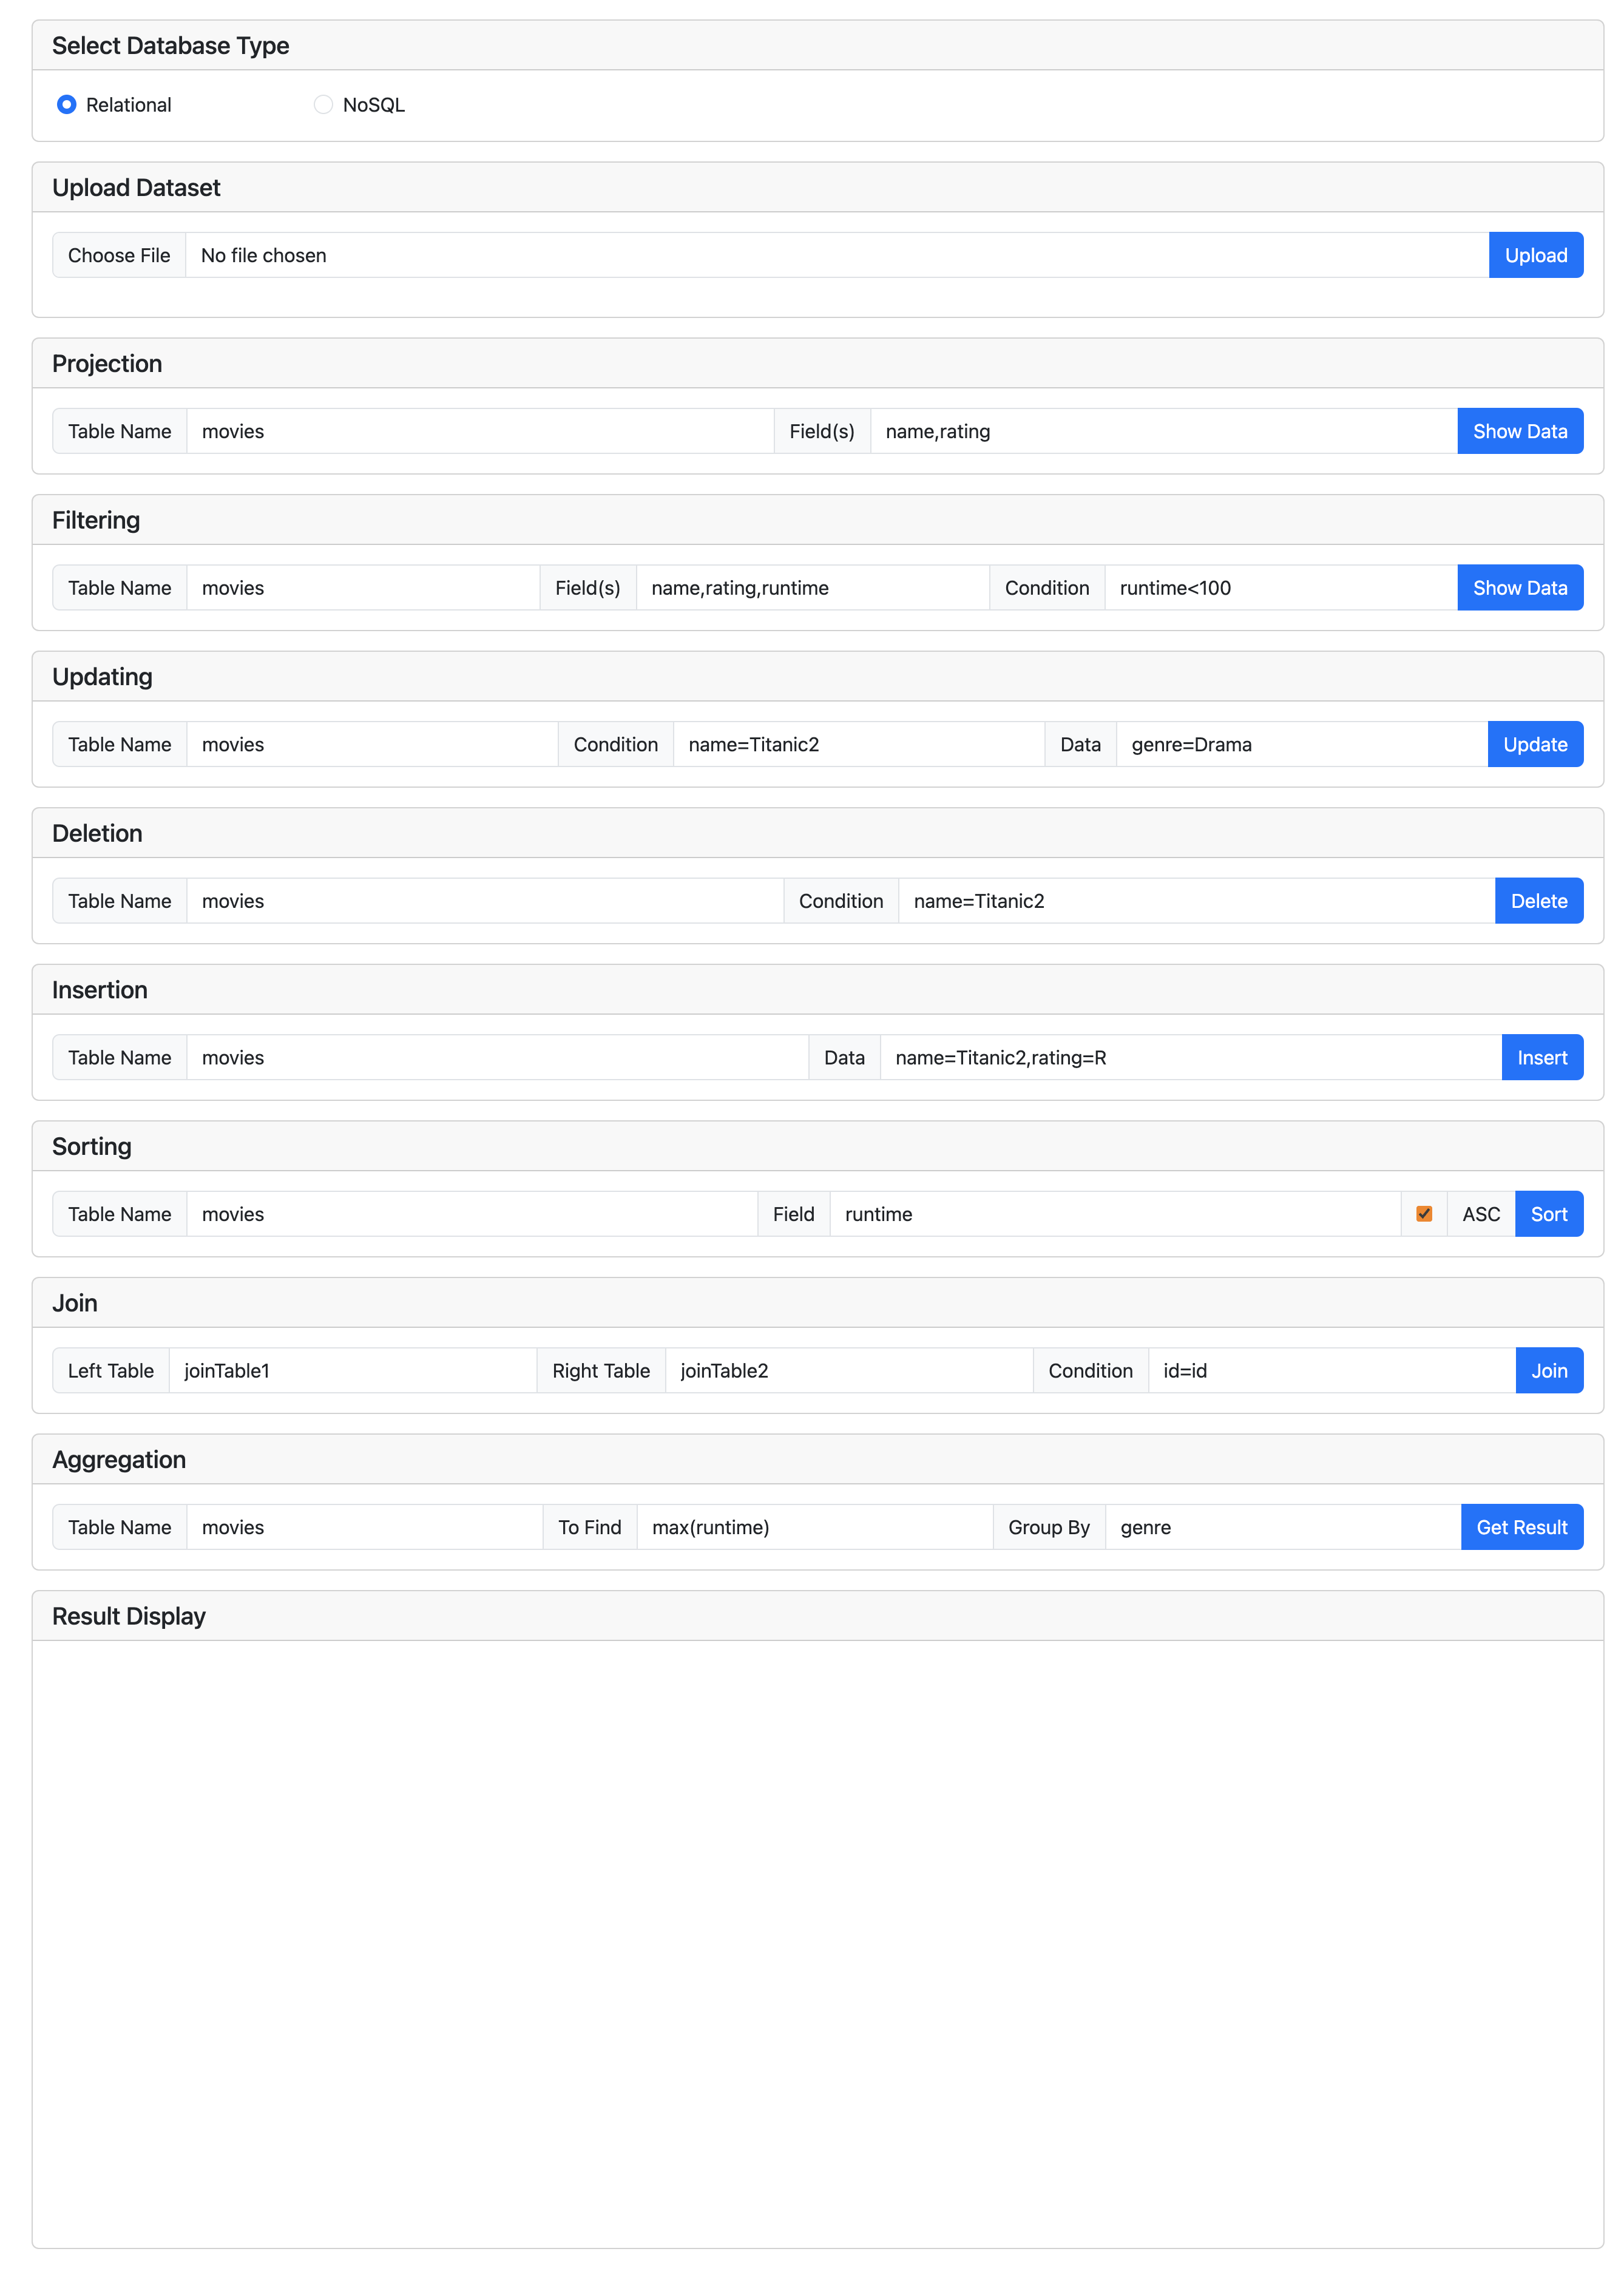 Select Database Type
Relational NoSQL
Upload Dataset
Choose File No file chosen Upload
Projection
Table Name movies Field(s) name,rating Show Data
Filtering
Table Name movies Field(s) name,rating,runtime Condition runtime<100 Show Data
Updating
Table Name movies Condition name=Titanic2 Data genre=Drama Update
Deletion
Table Name movies Condition name=Titanic2 Delete
Insertion
Table Name movies Data name=Titanic2,rating=R Insert
Sorting
Table Name movies Field runtime ASC Sort
Join
Left Table joinTable1 Right Table joinTable2 Condition id=id Join
Aggregation
Table Name movies To Find max(runtime) Group By genre Get Result
Result Display